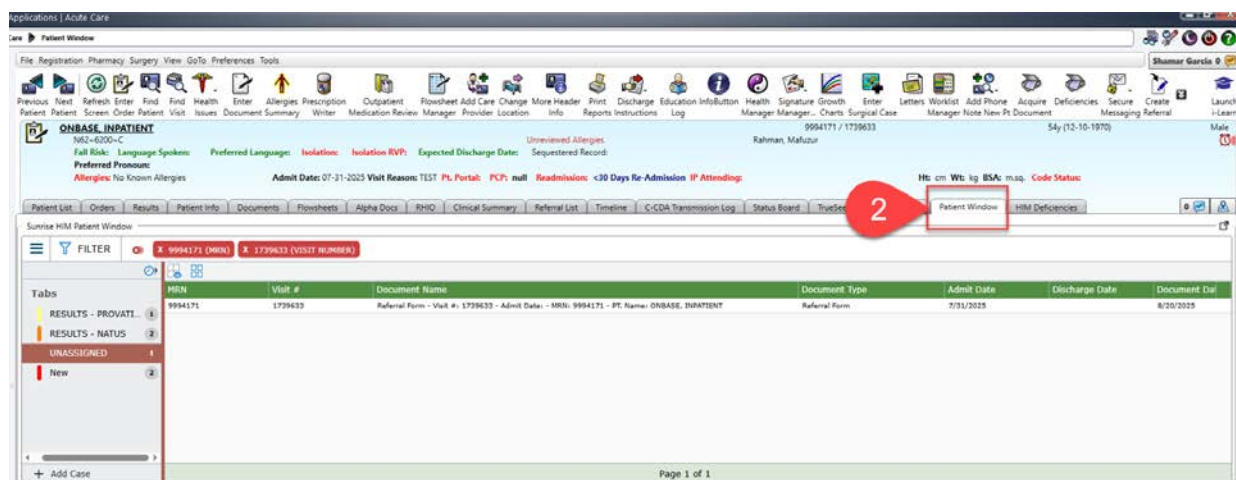 Applications | Acute Care
Care Patient Window
File Registration Pharmacy Surgery View GoTo Preferences Tools
Shamar Garcia 0
Previous Next Refresh Enter Find Find Health Enter Allergies Prescription Outpatient Flowsheet Add Care Change More Header Print Discharge Education InfoButton Health Signature Growth Enter Letters Worklist Add Phone Acquire Deficiencies Secure Create Launch
Patient Patient Screen Order Patient Visit Issues Document Summary Writer Medication Review Manager Provider Location Info Reports Instructions Log Manager Manager... Charts Surgical Case Manager Note New Pt Document Messaging Referral i-Learn
ONBASE, INPATIENT 9994171 / 1739633 54y (12-10-1970) Male
N62-6200-C Unreviewed Allergies Rahman, Mafuzur
Fall Risk: Language Spoken: Preferred Language: Isolation: Isolation RVP: Expected Discharge Date: Sequestered Record:
Preferred Pronoun:
Allergies: No Known Allergies Admit Date: 07-31-2025 Visit Reason: TEST Pt. Portal: PCP: null Readmission: <30 Days Re-Admission IP Attending: Ht: cm Wt: kg BSA: m.sq. Code Status:
2
Patient List Orders Results Patient Info Documents Flowsheets Alpha Docs RHIO Clinical Summary Referral List Timeline C-CDA Transmission Log Status Board Patient Window HIM Deficiencies 0
Sunrise HIM Patient Window
FILTER X 9994171 (MRN) X 1739633 (VISIT NUMBER)
Tabs
MRN Visit # Document Name Document Type Admit Date Discharge Date Document Dat
9994171 1739633 Referral Form - Visit #: 1739633 - Admit Date: - MRN: 9994171 - PT. Name: ONBASE, INPATIENT Referral Form 7/31/2025 8/20/2025
RESULTS - PROVATI... 1
RESULTS - NATUS 2
UNASSIGNED 1
New 2
+ Add Case
Page 1 of 1